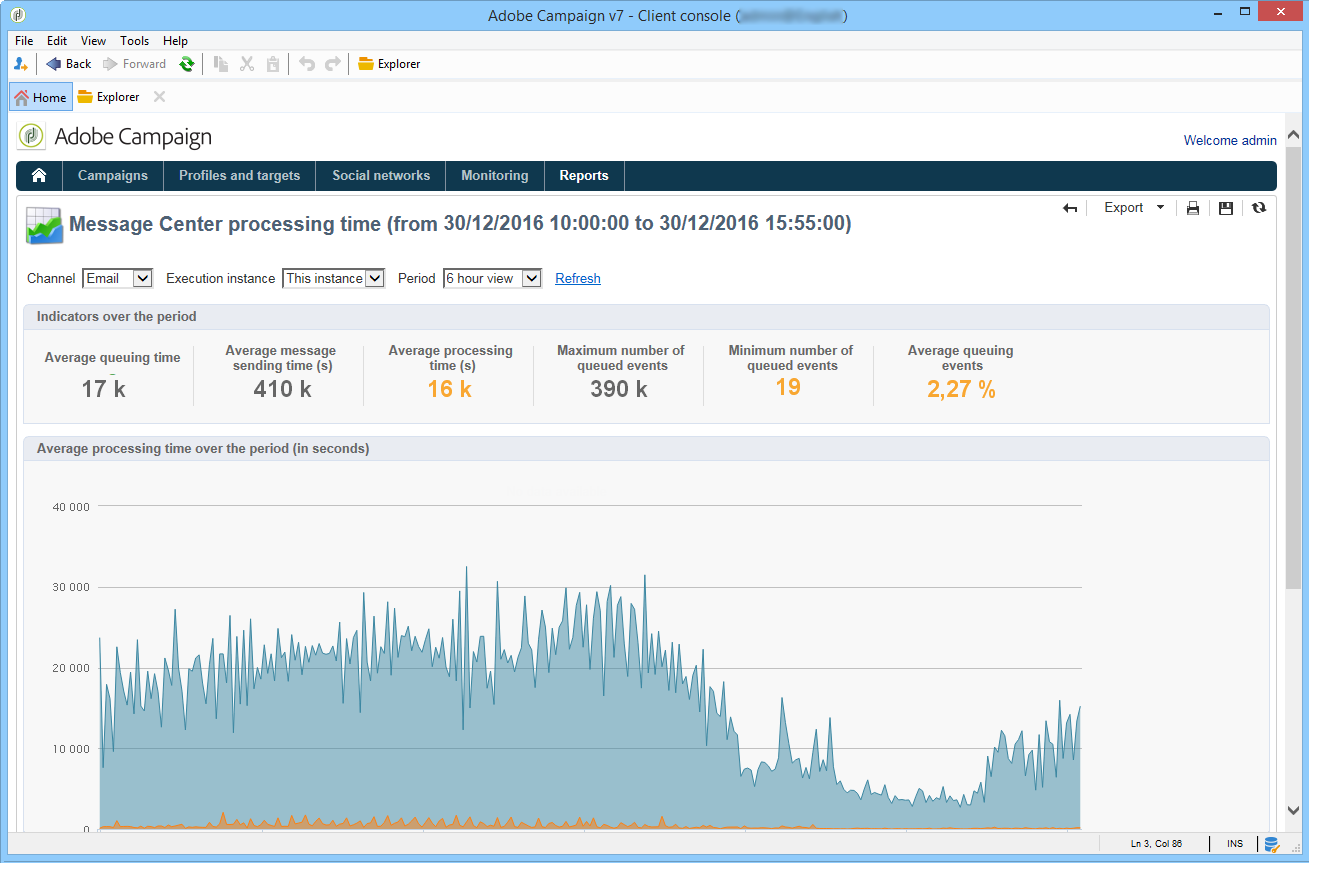 Adobe Campaign v7 - Client console (
File Edit View Tools Help
Back Forward Explorer
Home Explorer
Adobe Campaign
Welcome admin
Campaigns Profiles and targets Social networks Monitoring Reports
Message Center processing time (from 30/12/2016 10:00:00 to 30/12/2016 15:55:00)
Export
Channel Email Execution instance This instance Period 6 hour view Refresh
Indicators over the period
Average queuing time
17 k
Average message
sending time (s)
410 k
Average processing
time (s)
16 k
Maximum number of
queued events
390 k
Minimum number of
queued events
19
Average queuing
events
2,27 %
Average processing time over the period (in seconds)
40 000
30 000
20 000
10 000
0
Ln 3, Col 86 INS